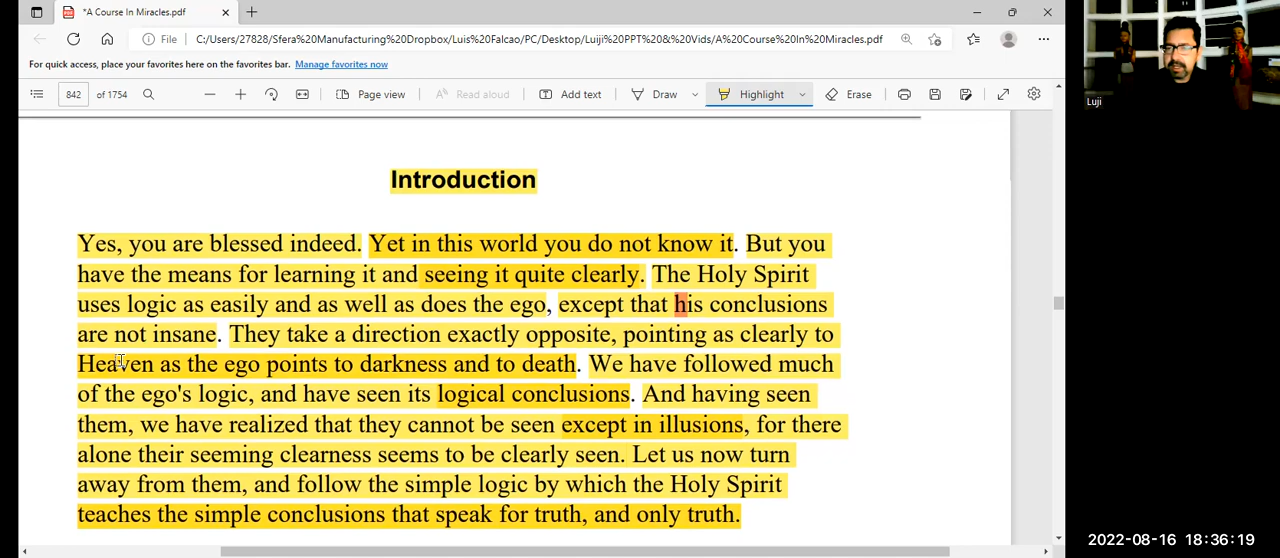 *A Course In Miracles.pdf
File C:/Users/27828/Sfera%20Manufacturing%20Dropbox/Luis%20Falcao/PC/Desktop/Luiji%20PPT%20&%20Vids/A%20Course%20In%20Miracles.pdf
For quick access, place your favorites here on the favorites bar. Manage favorites now
842 of 1754 Page view Read aloud Add text Draw Highlight Erase
Luji
Introduction
Yes, you are blessed indeed. Yet in this world you do not know it. But you
have the means for learning it and seeing it quite clearly. The Holy Spirit
uses logic as easily and as well as does the ego, except that his conclusions
are not insane. They take a direction exactly opposite, pointing as clearly to
Heaven as the ego points to darkness and to death. We have followed much
of the ego's logic, and have seen its logical conclusions. And having seen
them, we have realized that they cannot be seen except in illusions, for there
alone their seeming clearness seems to be clearly seen. Let us now turn
away from them, and follow the simple logic by which the Holy Spirit
teaches the simple conclusions that speak for truth, and only truth.
2022-08-16 18:36:19